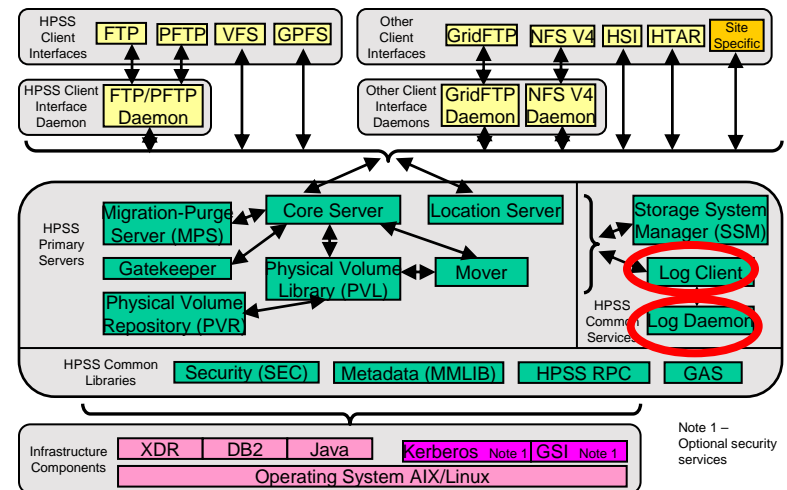 HPSS
Client
Interfaces
FTP
PFTP
VFS
GPFS
Other
Client
Interfaces
GridFTP
NFS V4
HSI
HTAR
Site
Specific
HPSS Client
Interface
Daemon
FTP/PFTP
Daemon
Other Client
Interface
Daemons
GridFTP
Daemon
NFS V4
Daemon
HPSS
Primary
Servers
Migration-Purge
Server (MPS)
Core Server
Location Server
Gatekeeper
Physical Volume
Library (PVL)
Mover
Physical Volume
Repository (PVR)
Storage System
Manager (SSM)
Log Client
HPSS
Common
Services
Log Daemon
HPSS Common
Libraries
Security (SEC)
Metadata (MMLIB)
HPSS RPC
GAS
Infrastructure
Components
XDR
DB2
Java
Kerberos Note 1
GSI Note 1
Operating System AIX/Linux
Note 1 –
Optional security
services